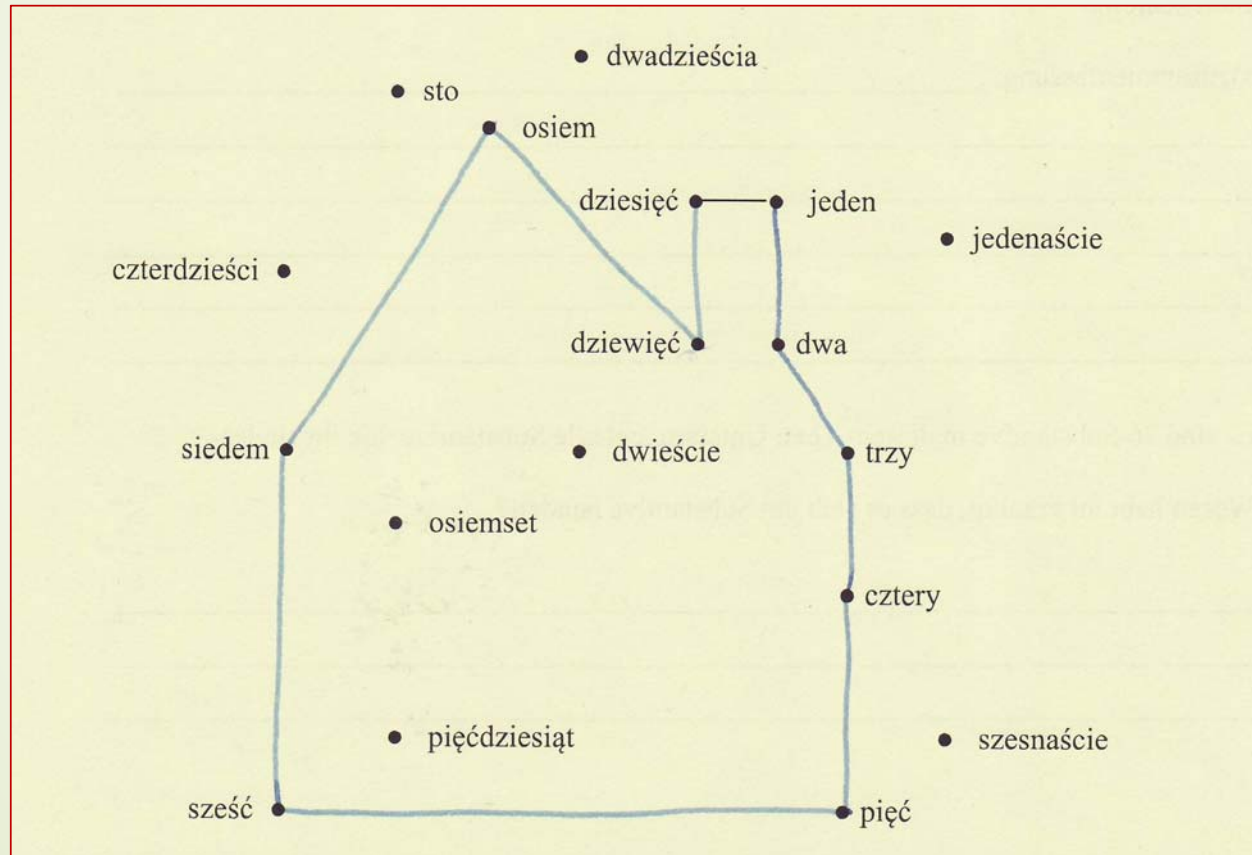 dwadzieścia
sto
osiem
dziesięć
jeden
jedenaście
czterdzieści
dziewięć
dwa
siedem
dwieście
trzy
osiemset
cztery
pięćdziesiąt
szesnaście
sześć
pięć